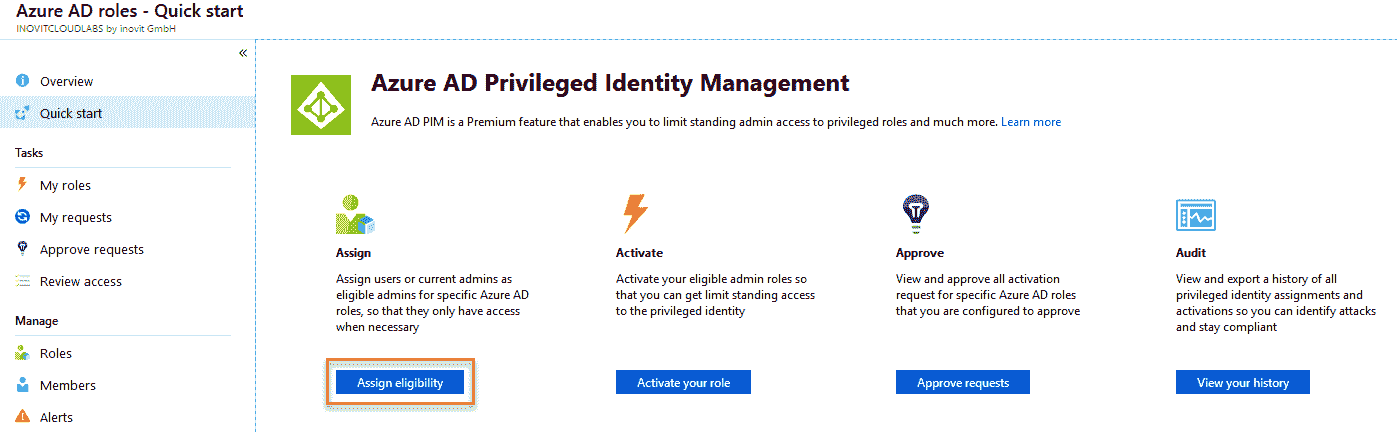 Azure AD roles - Quick start
INOVITCLOUDLABS by inovit GmbH
«
Overview
Quick start
Tasks
My roles
My requests
Approve requests
Review access
Manage
Roles
Members
Alerts
Azure AD Privileged Identity Management
Azure AD PIM is a Premium feature that enables you to limit standing admin access to privileged roles and much more. Learn more
Assign
Assign users or current admins as
eligible admins for specific Azure AD
roles, so that they only have access
when necessary
Assign eligibility
Activate
Activate your eligible admin roles so
that you can get limit standing access
to the privileged identity
Activate your role
Approve
View and approve all activation
request for specific Azure AD roles
that you are configured to approve
Approve requests
Audit
View and export a history of all
privileged identity assignments and
activations so you can identify attacks
and stay compliant
View your history